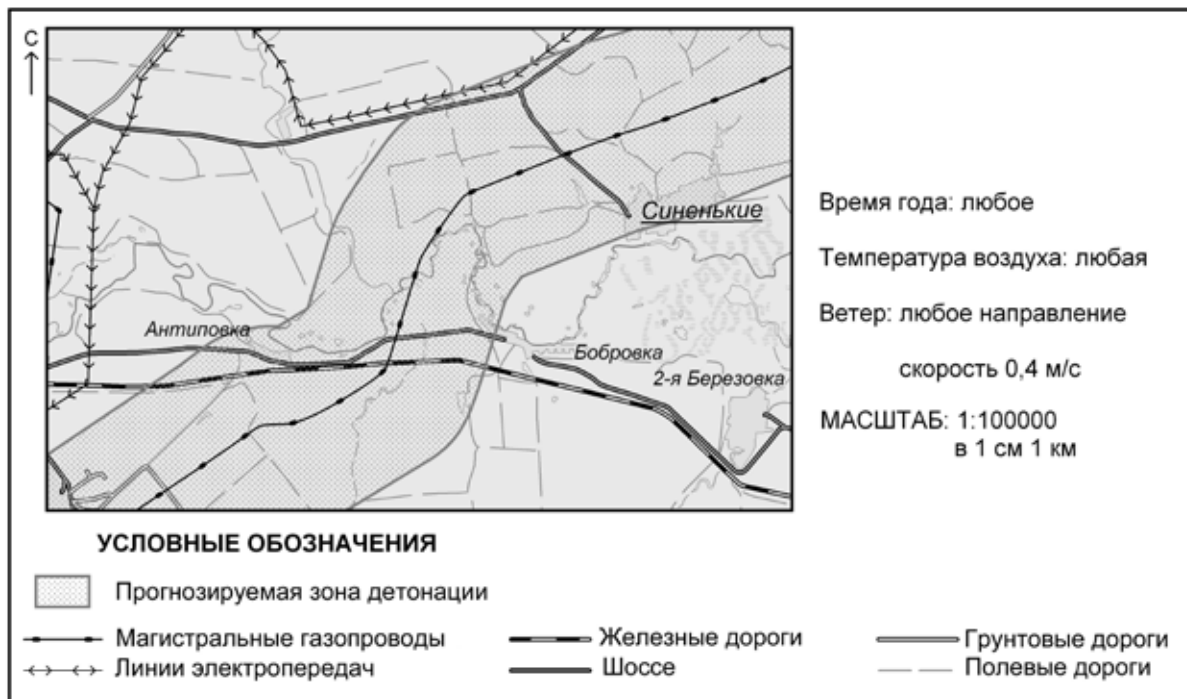 С
Синенькие
Антиповка
Бобровка
2-я Березовка
Время года: любое
Температура воздуха: любая
Ветер: любое направление
скорость 0,4 м/с
МАСШТАБ: 1:100000
в 1 см 1 км
УСЛОВНЫЕ ОБОЗНАЧЕНИЯ
Прогнозируемая зона детонации
Магистральные газопроводы
Железные дороги
Грунтовые дороги
Линии электропередач
Шоссе
Полевые дороги